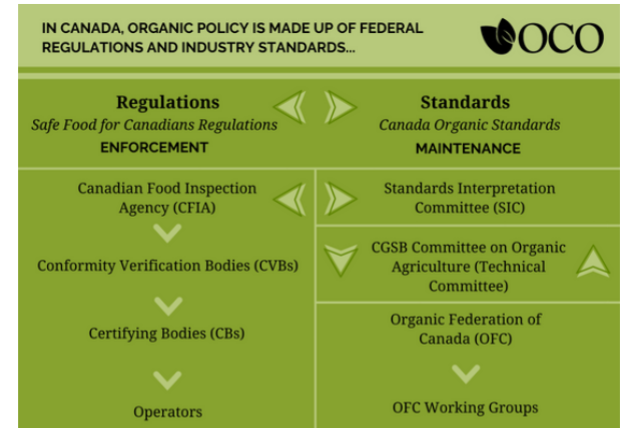 IN CANADA, ORGANIC POLICY IS MADE UP OF FEDERAL
REGULATIONS AND INDUSTRY STANDARDS...
OCO
Regulations
Safe Food for Canadians Regulations
ENFORCEMENT
Standards
Canada Organic Standards
MAINTENANCE
Canadian Food Inspection
Agency (CFIA)
Conformity Verification Bodies (CVBs)
Certifying Bodies (CBs)
Operators
Standards Interpretation
Committee (SIC)
CGSB Committee on Organic
Agriculture (Technical
Committee)
Organic Federation of
Canada (OFC)
OFC Working Groups